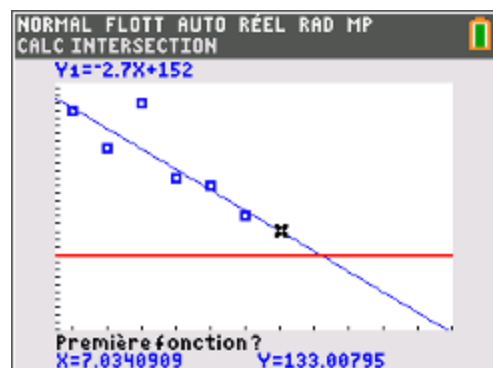 NORMAL FLOTT AUTO RÉEL RAD MP
CALC INTERSECTION
Y₁=⁻2.7X+152
Première fonction?
X=7.0340909 Y=133.00795